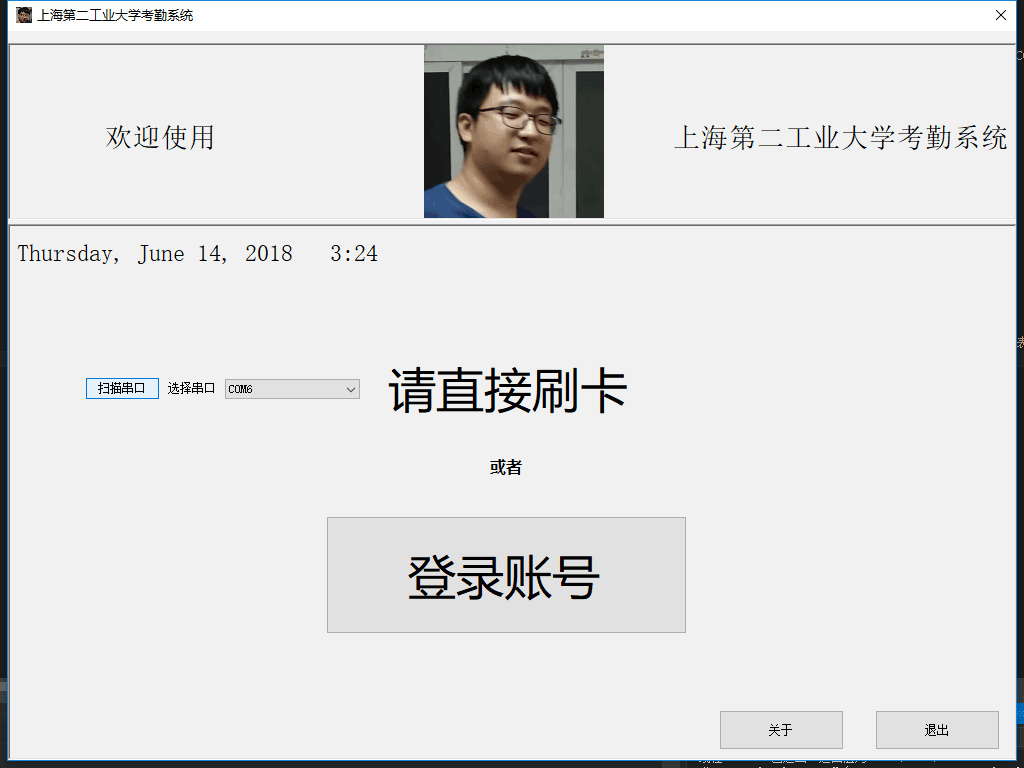 上海第二工业大学考勤系统
欢迎使用
上海第二工业大学考勤系统
Thursday, June 14, 2018 3:24
扫描串口 选择串口 COM6
请直接刷卡
或者
登录账号
关于 退出